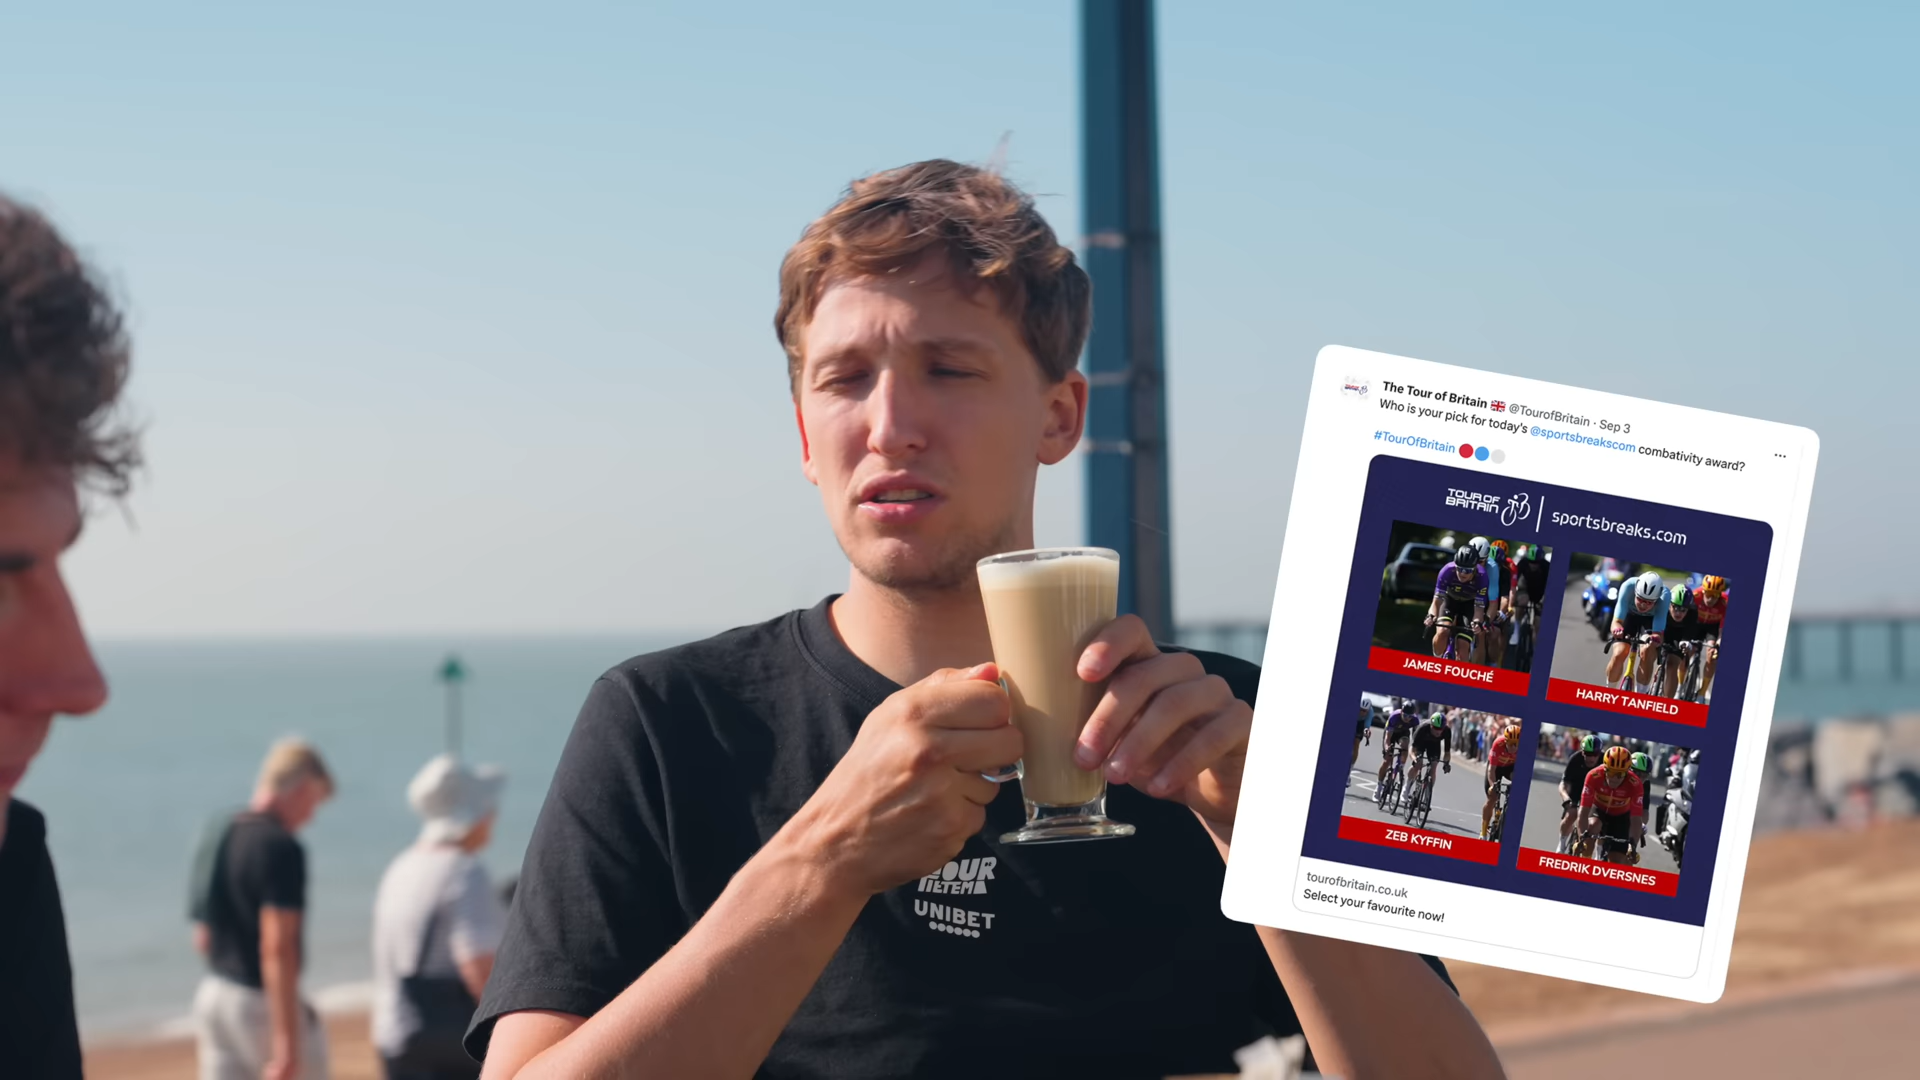 TOUR
TIETEMA
UNIBET
The Tour of Britain 🇬🇧 @TourofBritain · Sep 3
Who is your pick for today's @sportsbreakscom combativity award?
#TourOfBritain 🔴🔵⚪
TOUR OF
BRITAIN
sportsbreaks.com
JAMES FOUCHÉ
HARRY TANFIELD
ZEB KYFFIN
FREDRIK DVERSNES
tourofbritain.co.uk
Select your favourite now!